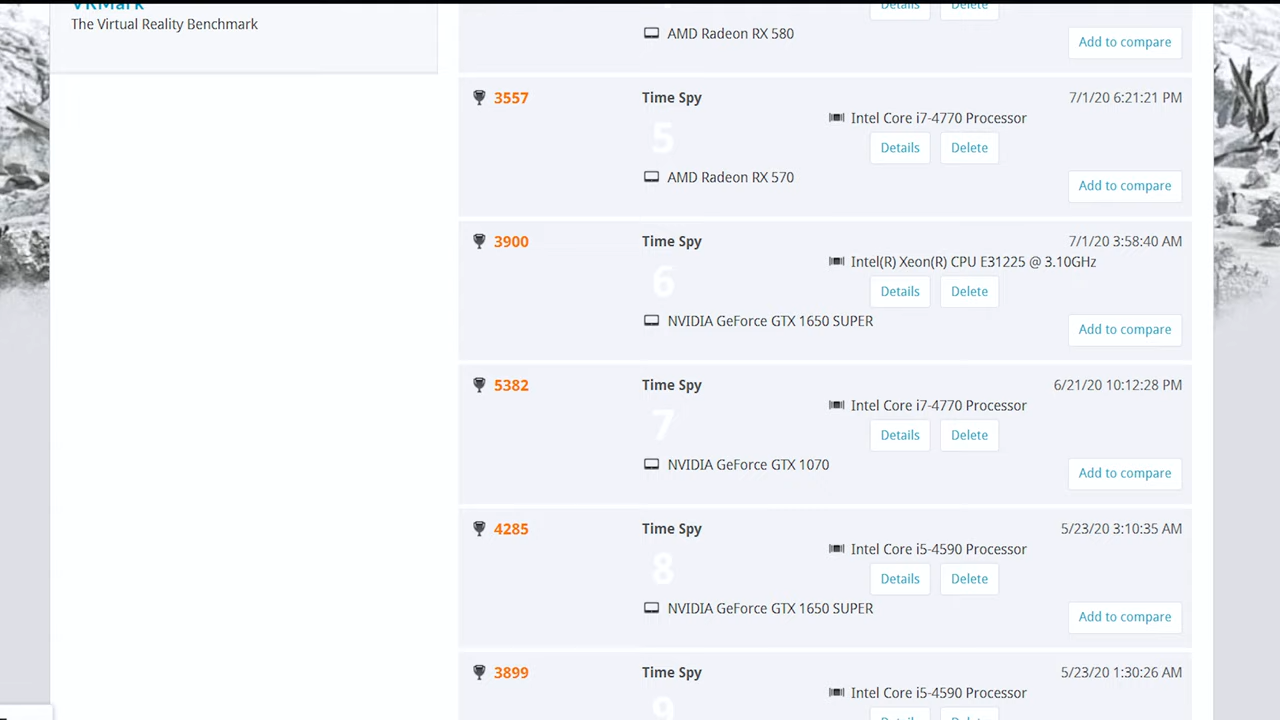 VRMark
The Virtual Reality Benchmark
Details Delete
AMD Radeon RX 580
Add to compare
3557 Time Spy 7/1/20 6:21:21 PM
Intel Core i7-4770 Processor
5
Details Delete
AMD Radeon RX 570
Add to compare
3900 Time Spy 7/1/20 3:58:40 AM
Intel(R) Xeon(R) CPU E31225 @ 3.10GHz
6
Details Delete
NVIDIA GeForce GTX 1650 SUPER
Add to compare
5382 Time Spy 6/21/20 10:12:28 PM
Intel Core i7-4770 Processor
7
Details Delete
NVIDIA GeForce GTX 1070
Add to compare
4285 Time Spy 5/23/20 3:10:35 AM
Intel Core i5-4590 Processor
8
Details Delete
NVIDIA GeForce GTX 1650 SUPER
Add to compare
3899 Time Spy 5/23/20 1:30:26 AM
Intel Core i5-4590 Processor
9
Details Delete